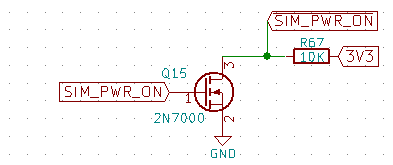 SIM_PWR_ON
R67
10K
3V3
Q15
3
SIM_PWR_ON
1
2N7000
2
GND